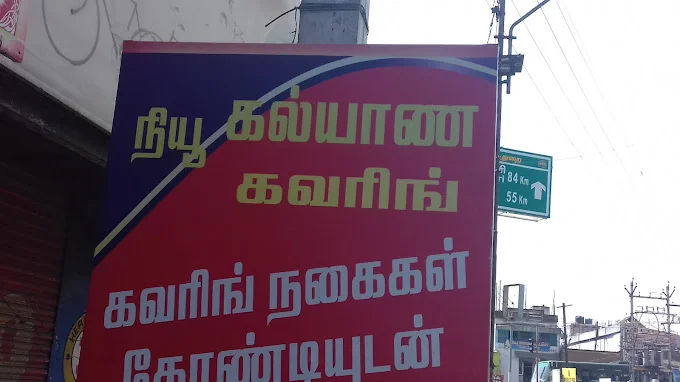 நியூ கல்யாண
கவரிங்
கவரிங் நகைகள்
கோண்டியுடன்
84 Km
55 Km